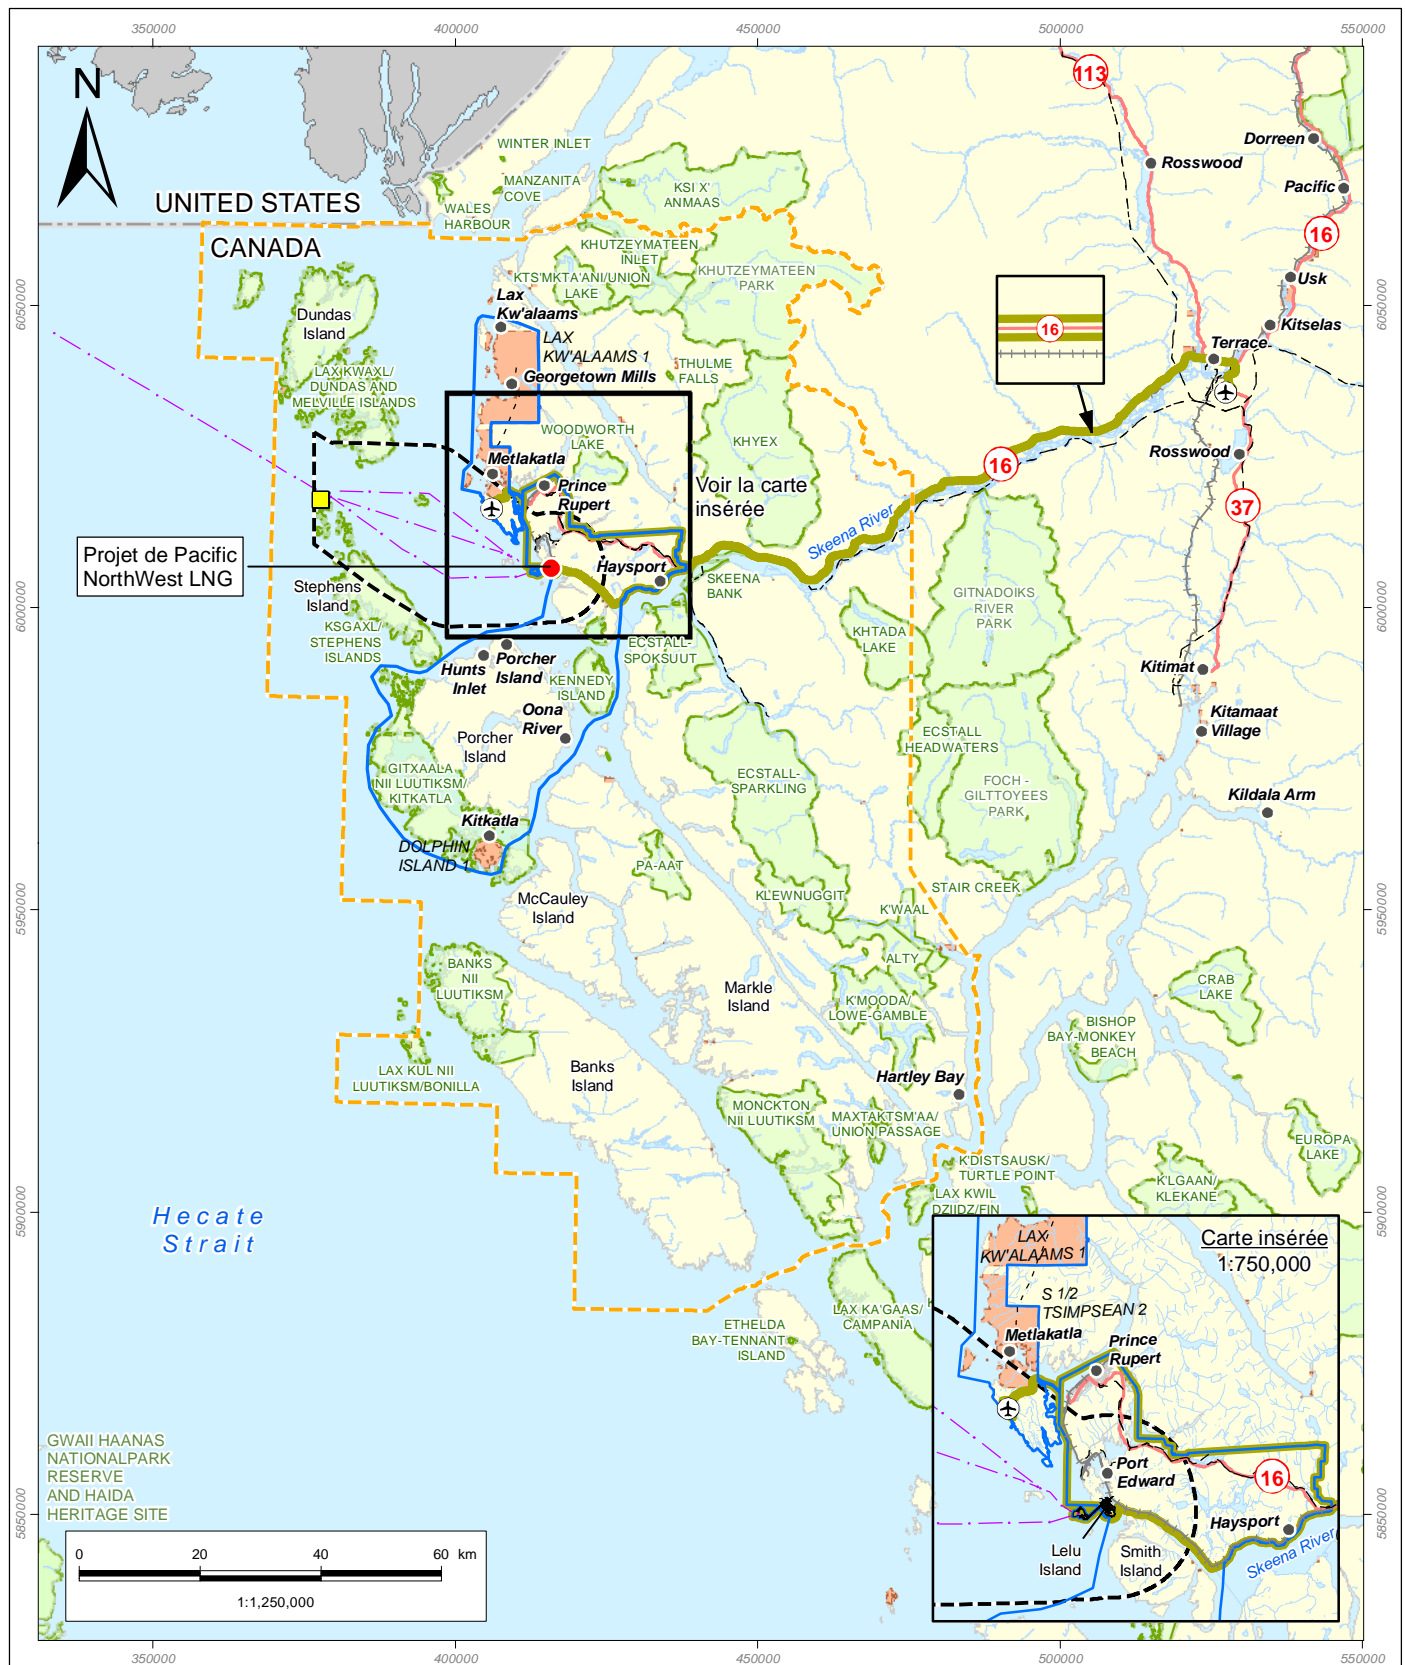 350000
400000
450000
500000
550000
N
113
WINTER INLET
Dorreen
Rosswood
MANZANITA
COVE
KSI X'
ANMAAS
Pacific
UNITED STATES
WALES
HARBOUR
16
CANADA
KHUTZEYMATEEN
INLET
KHUTZEYMATEEN
PARK
KTS'MKTA'ANI/UNION
LAKE
Usk
6050000
6050000
Lax
Kw'alaams
Dundas
Island
16
Kitselas
LAX
KW'ALAAMS 1
Terrace
LAX KWAXL/
DUNDAS AND
MELVILLE ISLANDS
THULME
FALLS
Georgetown Mills
WOODWORTH
LAKE
KHYEX
Metlakatla
Rosswood
16
Prince
Rupert
Voir la carte
insérée
37
Skeena River
Projet de Pacific
NorthWest LNG
Haysport
SKEENA
BANK
Stephens
Island
GITNADOIKS
RIVER
PARK
6000000
6000000
KSGAXL/
STEPHENS
ISLANDS
KHTADA
LAKE
ECSTALL-
SPOKSUUT
Hunts
Inlet
Porcher
Island
KENNEDY
ISLAND
Kitimat
Oona
River
Kitamaat
Village
Porcher
Island
ECSTALL
HEADWATERS
GITXAALA
NII LUUTIKSM/
KITKATLA
ECSTALL-
SPARKLING
FOCH -
GILTTOYEES
PARK
Kildala Arm
Kitkatla
DOLPHIN
ISLAND 1
PA-AAT
STAIR CREEK
McCauley
Island
KLEWNUGGIT
K'WAAL
5950000
5950000
BANKS
NII
LUUTIKSM
ALTY
CRAB
LAKE
Markle
Island
K'MOODA/
LOWE-GAMBLE
BISHOP
BAY-MONKEY
BEACH
LAX KUL NII
LUUTIKSM/BONILLA
Banks
Island
Hartley Bay
MONCKTON
NII LUUTIKSM
MAXTAKTSM'AA/
UNION PASSAGE
EUROPA
LAKE
K'DISTSAUSK/
TURTLE POINT
K'LGAAN/
KLEKANE
LAX KWIL
DZIIDZ/FIN
5900000
5900000
Hecate
Strait
LAX KA'GAAS/
CAMPANIA
ETHELDA
BAY-TENNANT
ISLAND
Carte insérée
1:750,000
LAX
KW'ALAAMS 1
S 1/2
TSIMPSEAN 2
Metlakatla
Prince
Rupert
Port
Edward
16
Haysport
Lelu
Island
Smith
Island
Skeena River
GWAII HAANAS
NATIONALPARK
RESERVE
AND HAIDA
HERITAGE SITE
5850000
5850000
0 20 40 60 km
1:1,250,000
350000
400000
450000
500000
550000